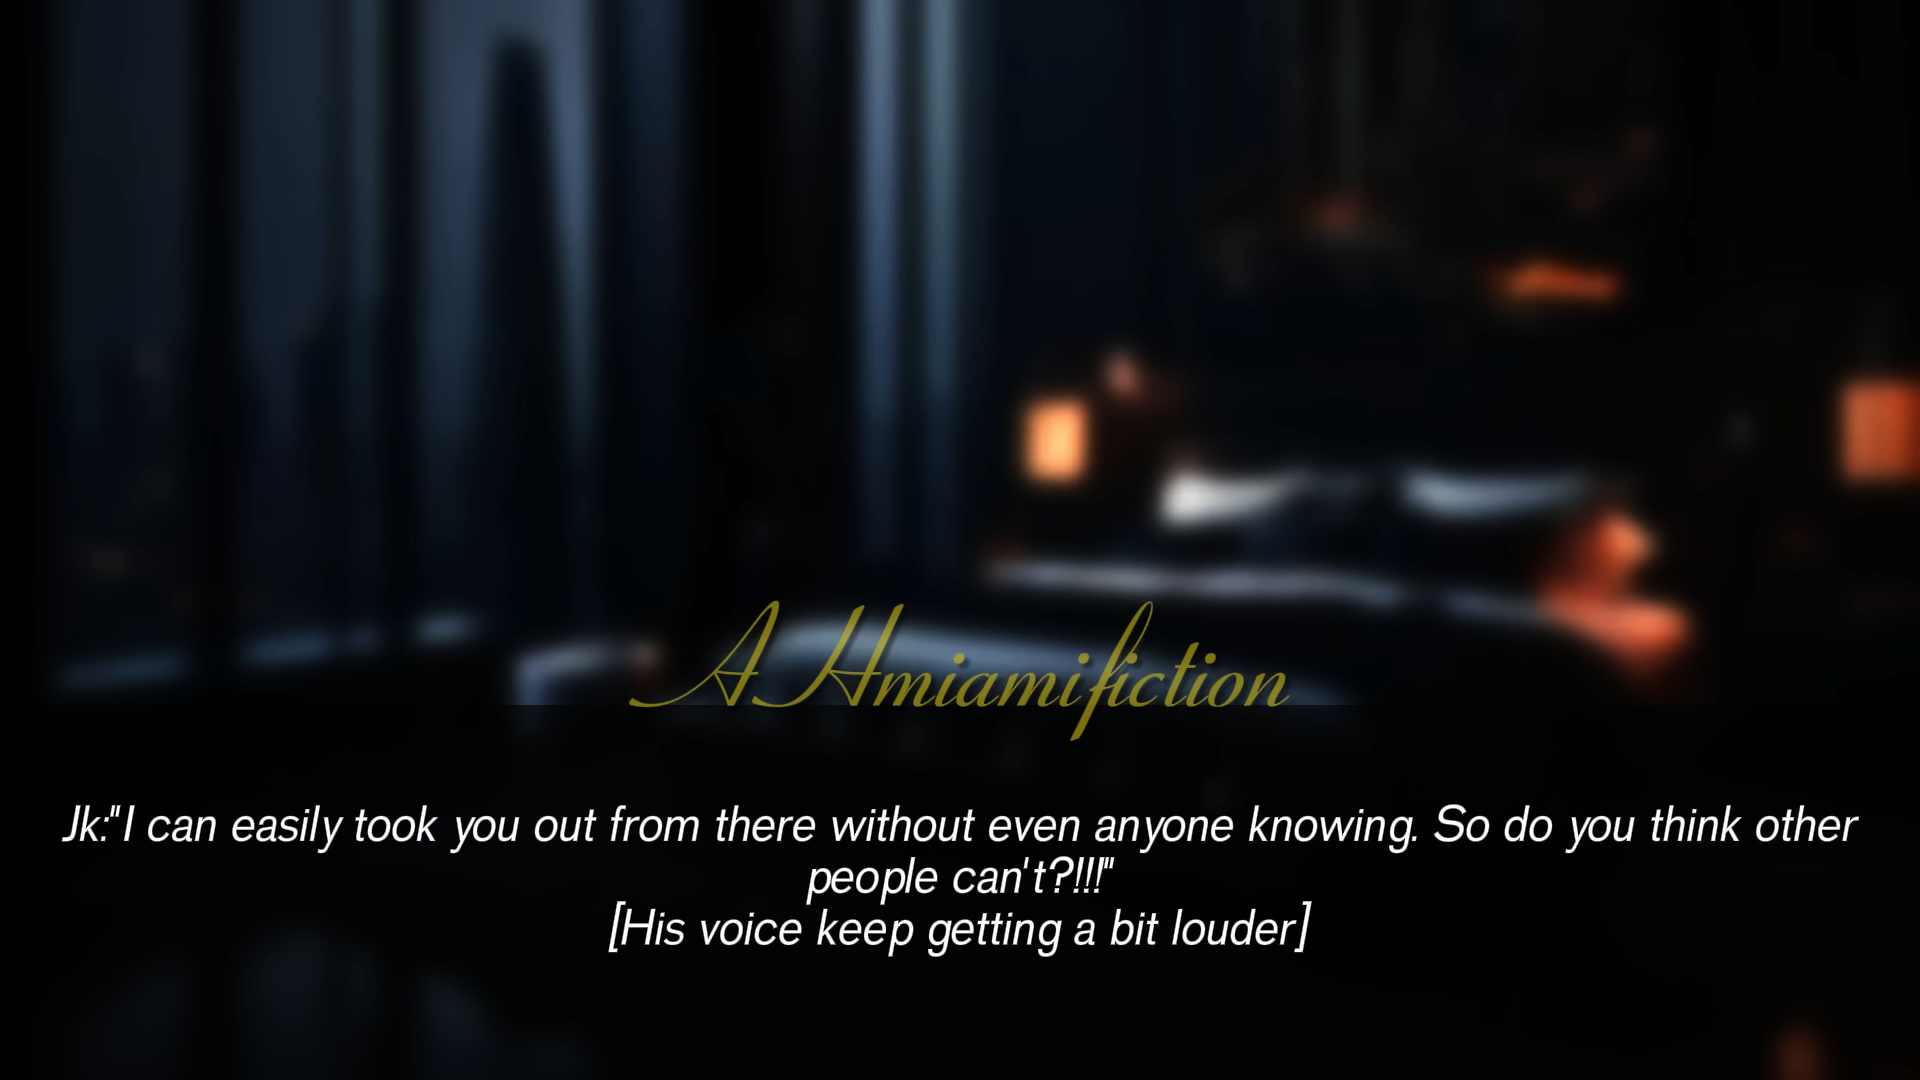 AHmiamifiction
Jk:"I can easily took you out from there without even anyone knowing. So do you think other
people can't?!!!"
[His voice keep getting a bit louder]